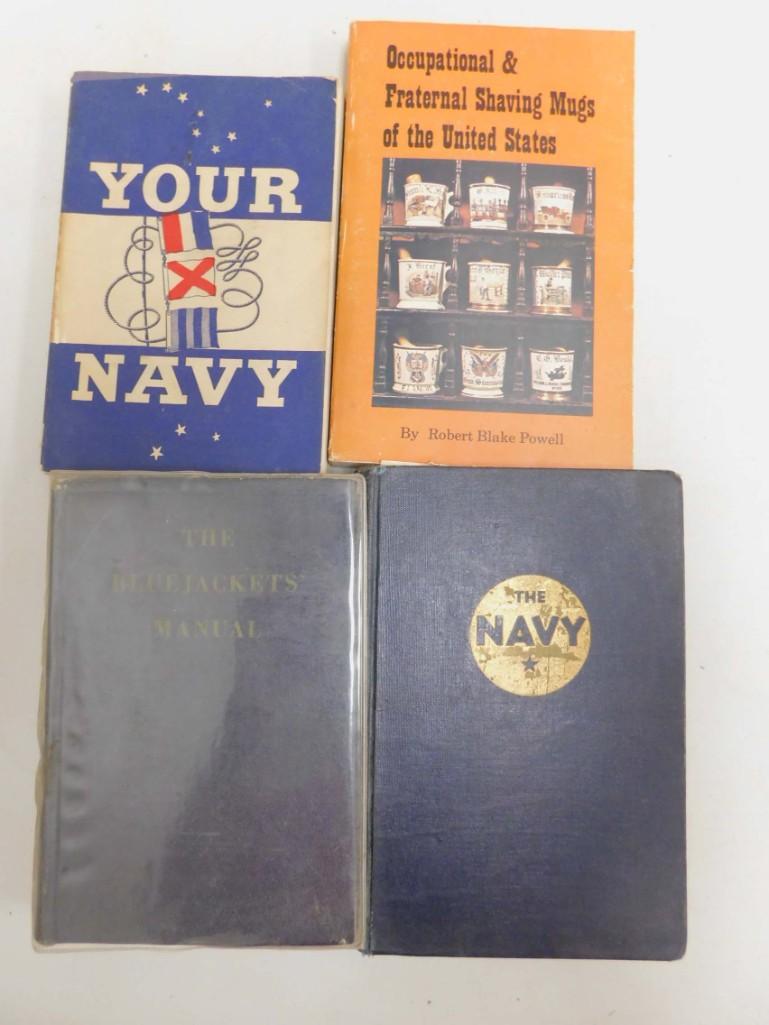 YOUR
NAVY
Occupational &
Fraternal Shaving Mugs
of the United States
By Robert Blake Powell
THE
BLUEJACKETS'
MANUAL
THE
NAVY